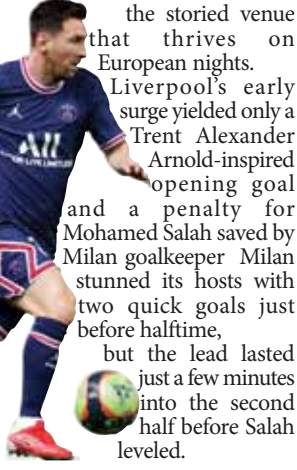 the storied venue
that thrives on
European nights.
Liverpool's early
surge yielded only a
Trent Alexander
Arnold-inspired
opening goal
and a penalty for
Mohamed Salah saved by
Milan goalkeeper Milan
stunned its hosts with
two quick goals just
before halftime,
but the lead lasted
just a few minutes
into the second
half before Salah
leveled.
ALL